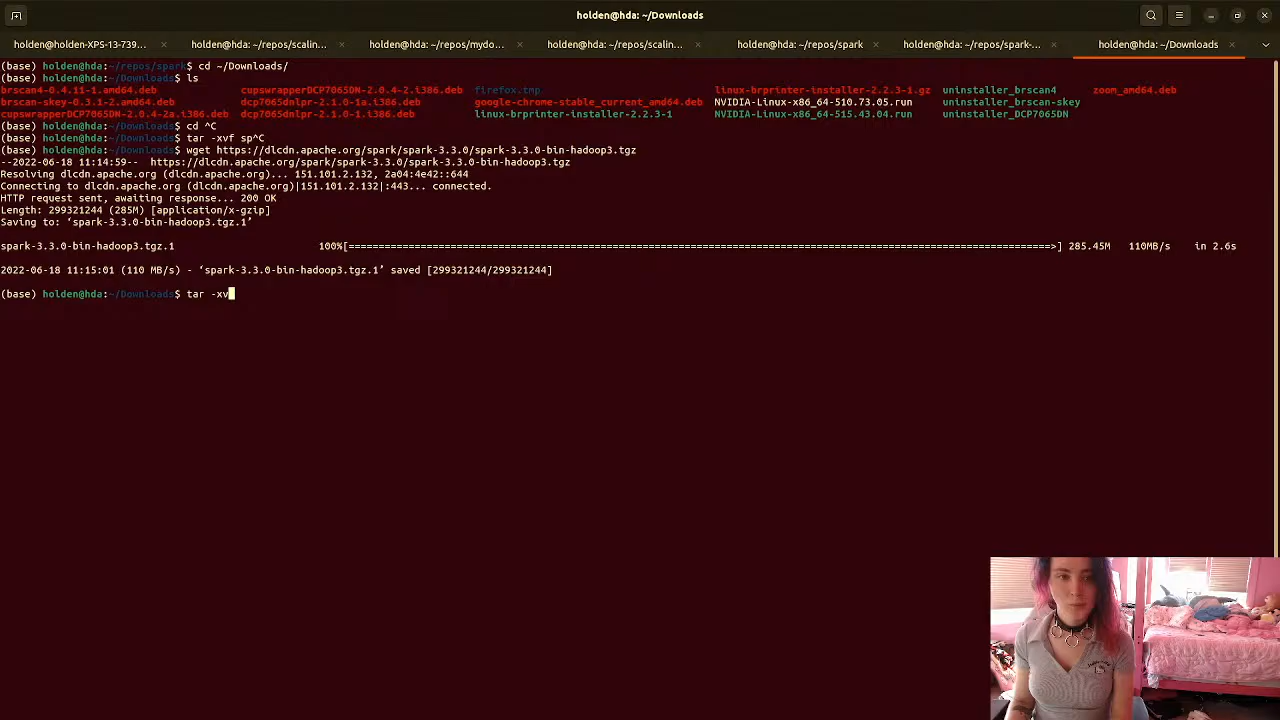 holden@hda: ~/Downloads
holden@holden-XPS-13-739... × holden@hda: ~/repos/scalin... × holden@hda: ~/repos/mydo... × holden@hda: ~/repos/scalin... × holden@hda: ~/repos/spark × holden@hda: ~/repos/spark-... × holden@hda: ~/Downloads ×
(base) holden@hda:~/repos/spark$ cd ~/Downloads/
(base) holden@hda:~/Downloads$ ls
brscan4-0.4.11-1.amd64.deb cupswrapperDCP7065DN-2.0.4-2.i386.deb firefox.tmp linux-brprinter-installer-2.2.3-1.gz uninstaller_brscan4 zoom_amd64.deb
brscan-skey-0.3.1-2.amd64.deb dcp7065dnlpr-2.1.0-1a.i386.deb google-chrome-stable_current_amd64.deb NVIDIA-Linux-x86_64-510.73.05.run uninstaller_brscan-skey
cupswrapperDCP7065DN-2.0.4-2a.i386.deb dcp7065dnlpr-2.1.0-1.i386.deb linux-brprinter-installer-2.2.3-1 NVIDIA-Linux-x86_64-515.43.04.run uninstaller_DCP7065DN
(base) holden@hda:~/Downloads$ cd ^C
(base) holden@hda:~/Downloads$ tar -xvf sp^C
(base) holden@hda:~/Downloads$ wget https://dlcdn.apache.org/spark/spark-3.3.0/spark-3.3.0-bin-hadoop3.tgz
--2022-06-18 11:14:59-- https://dlcdn.apache.org/spark/spark-3.3.0/spark-3.3.0-bin-hadoop3.tgz
Resolving dlcdn.apache.org (dlcdn.apache.org)... 151.101.2.132, 2a04:4e42::644
Connecting to dlcdn.apache.org (dlcdn.apache.org)|151.101.2.132|:443... connected.
HTTP request sent, awaiting response... 200 OK
Length: 299321244 (285M) [application/x-gzip]
Saving to: ‘spark-3.3.0-bin-hadoop3.tgz.1’
spark-3.3.0-bin-hadoop3.tgz.1 100%[===================>] 285.45M 110MB/s in 2.6s
2022-06-18 11:15:01 (110 MB/s) - ‘spark-3.3.0-bin-hadoop3.tgz.1’ saved [299321244/299321244]
(base) holden@hda:~/Downloads$ tar -xv